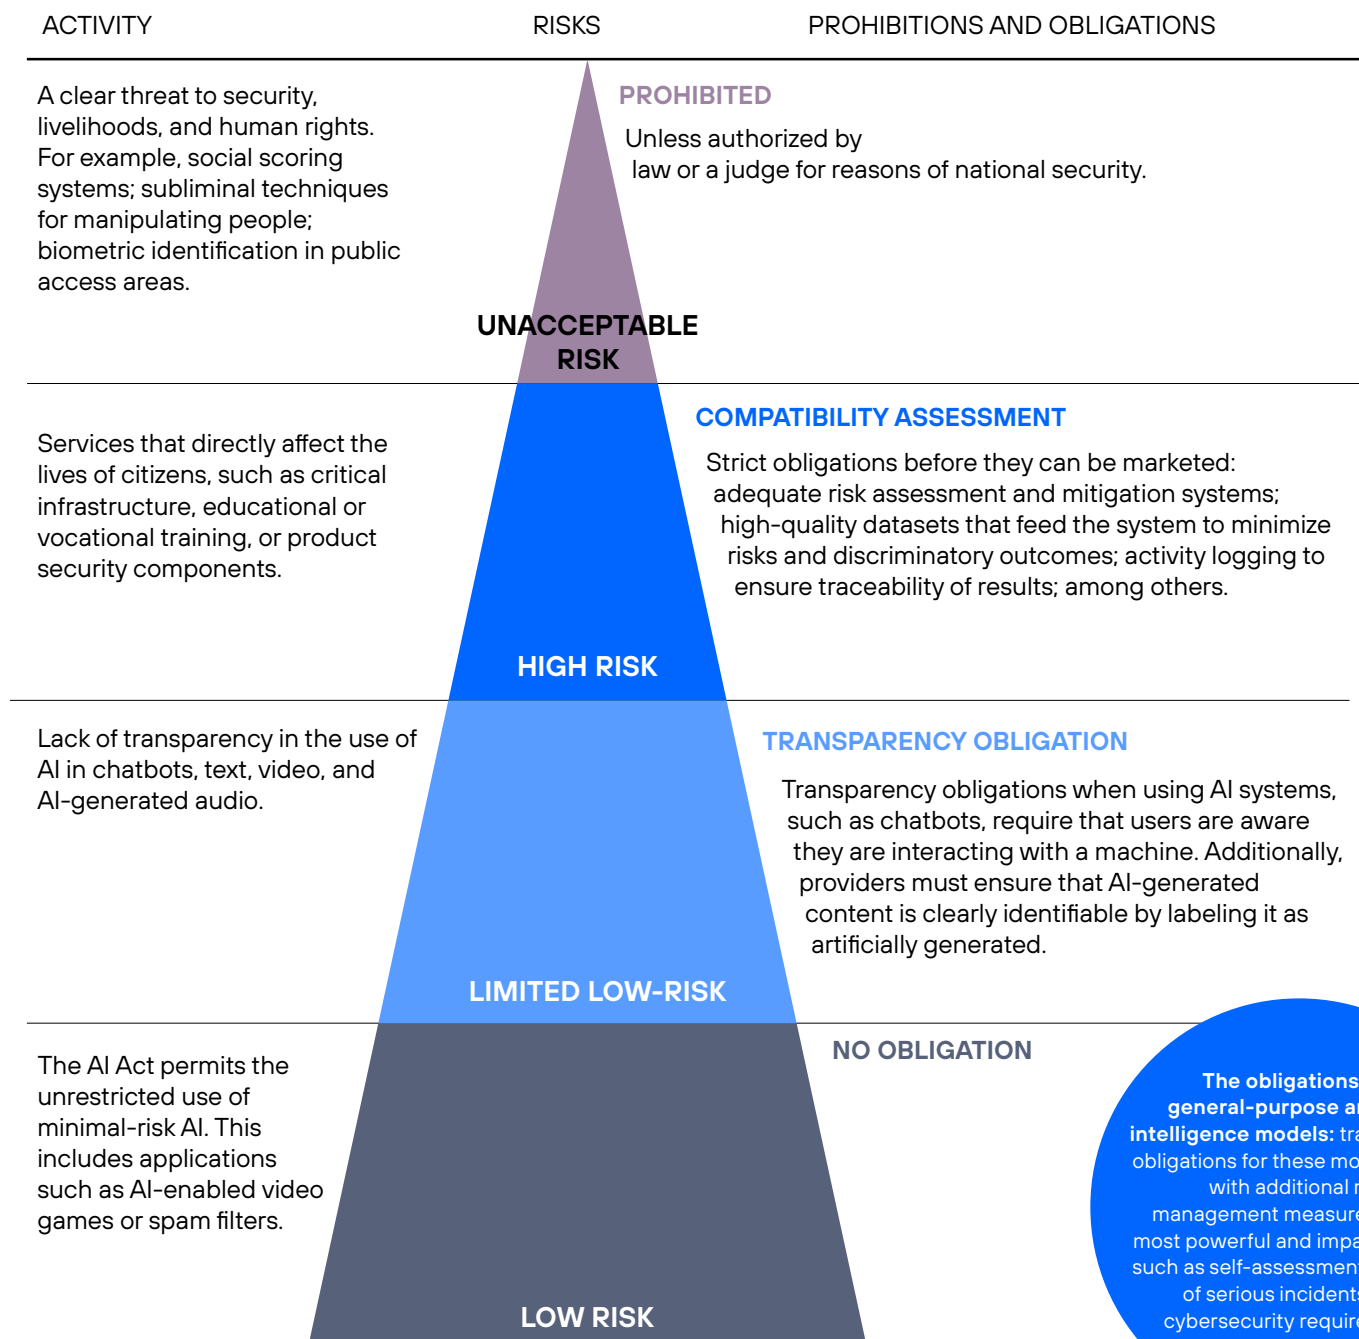 ACTIVITY
RISKS
PROHIBITIONS AND OBLIGATIONS
A clear threat to security,
livelihoods, and human rights.
For example, social scoring
systems; subliminal techniques
for manipulating people;
biometric identification in public
access areas.
UNACCEPTABLE
RISK
PROHIBITED
Unless authorized by
law or a judge for reasons of national security.
Services that directly affect the
lives of citizens, such as critical
infrastructure, educational or
vocational training, or product
security components.
HIGH RISK
COMPATIBILITY ASSESSMENT
Strict obligations before they can be marketed:
adequate risk assessment and mitigation systems;
high-quality datasets that feed the system to minimize
risks and discriminatory outcomes; activity logging to
ensure traceability of results; among others.
Lack of transparency in the use of
AI in chatbots, text, video, and
AI-generated audio.
LIMITED LOW-RISK
TRANSPARENCY OBLIGATION
Transparency obligations when using AI systems,
such as chatbots, require that users are aware
they are interacting with a machine. Additionally,
providers must ensure that AI-generated
content is clearly identifiable by labeling it as
artificially generated.
The AI Act permits the
unrestricted use of
minimal-risk AI. This
includes applications
such as AI-enabled video
games or spam filters.
LOW RISK
NO OBLIGATION
The obligations
general-purpose
intelligence models:
obligations for these
with additional
management
most powerful and
such as
of serious
cybersecurity